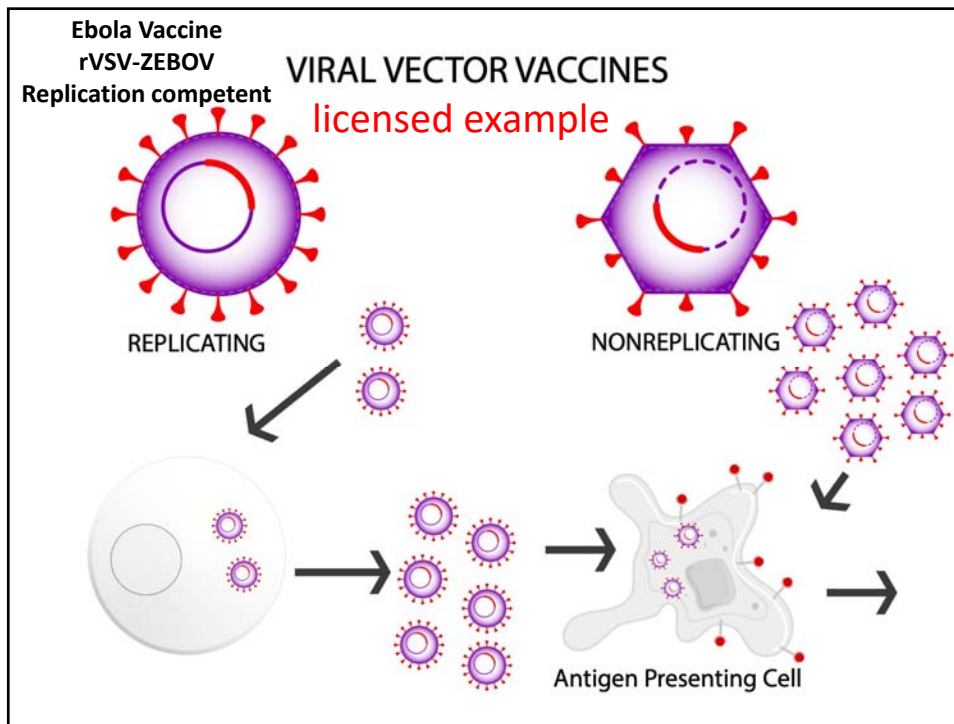 Ebola Vaccine
rVSV-ZEBOV
Replication competent
VIRAL VECTOR VACCINES
licensed example
REPLICATING
NONREPLICATING
Antigen Presenting Cell